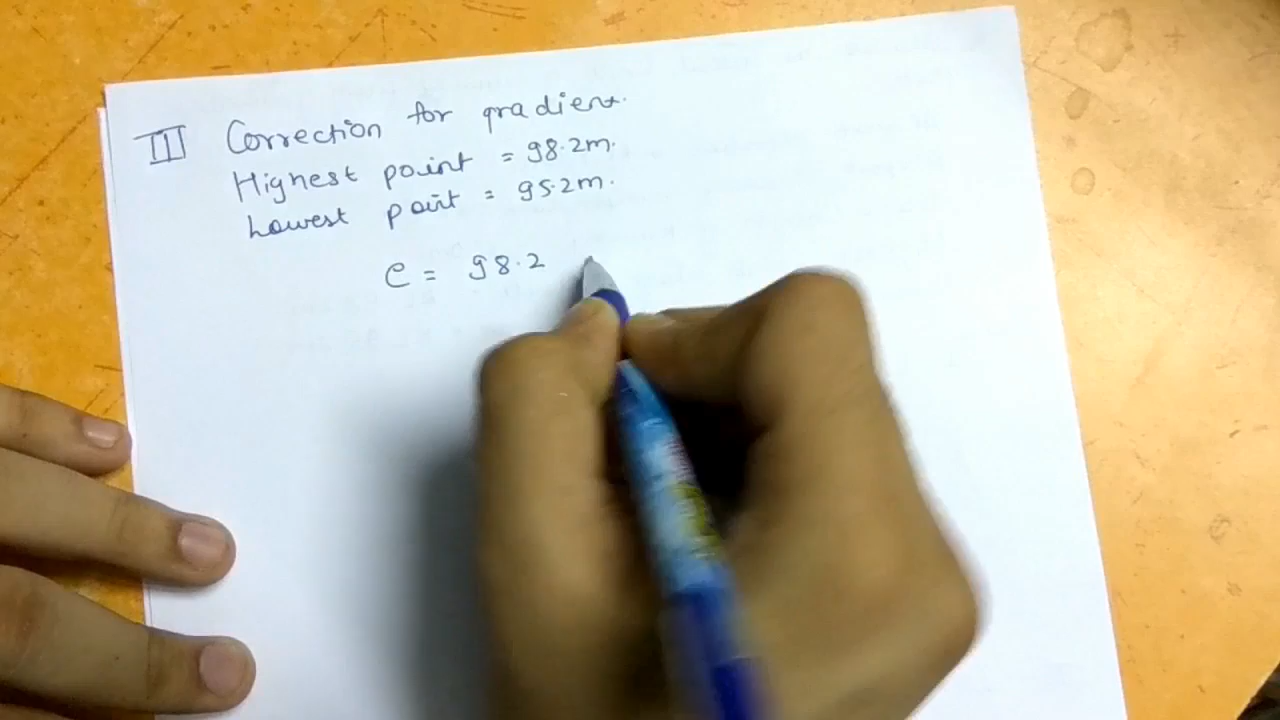 III Correction for gradient.
Highest point = 98.2m.
Lowest point = 95.2m.
e = 98.2